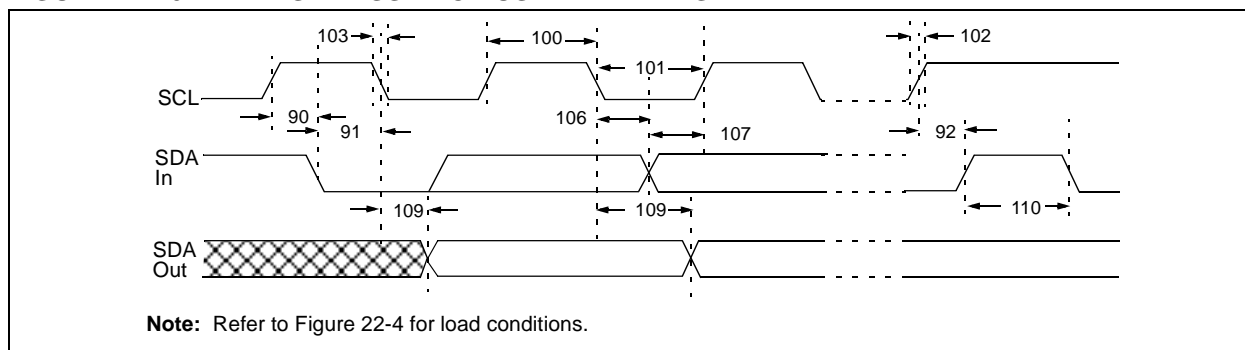 103
100
101
102
SCL
90
91
106
107
92
SDA
In
109
109
110
SDA
Out
Note: Refer to Figure 22-4 for load conditions.